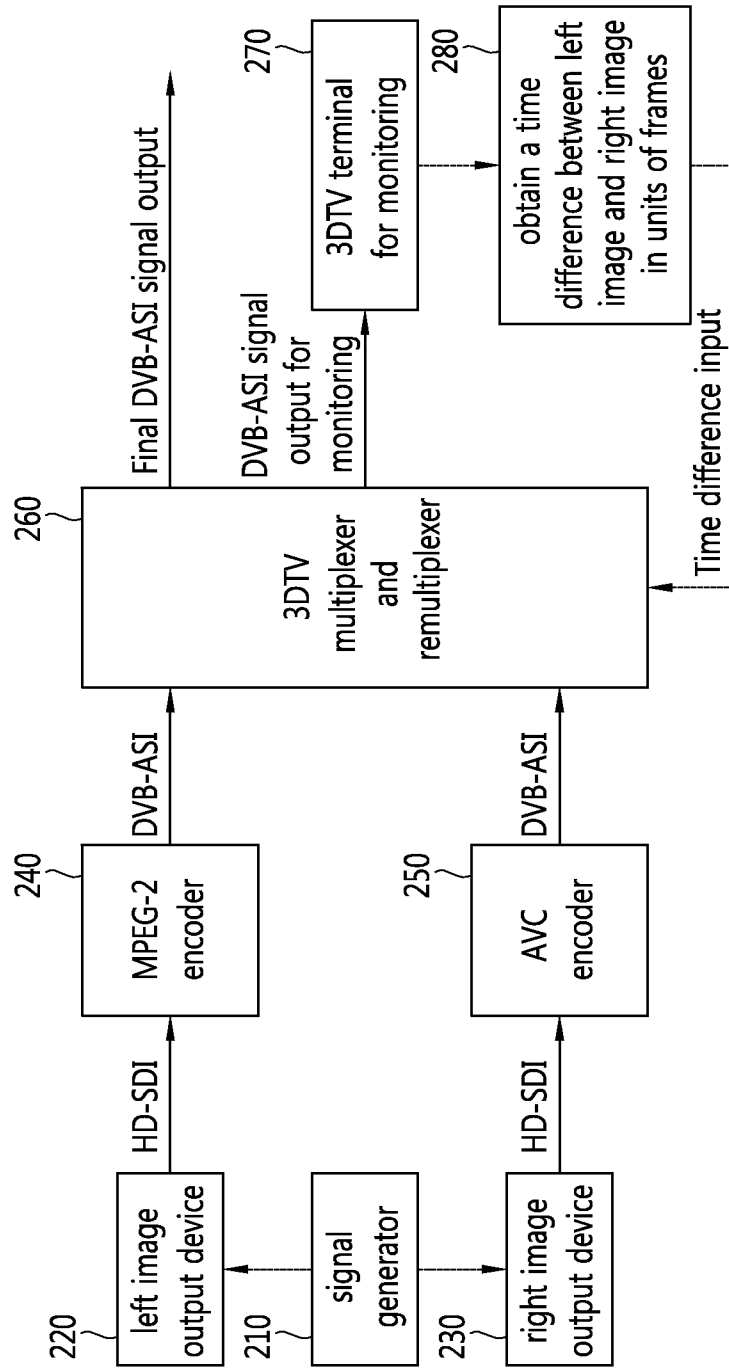 220
left image
output device
210
signal
generator
230
right image
output device
HD-SDI
HD-SDI
240
MPEG-2
encoder
250
AVC
encoder
DVB-ASI
DVB-ASI
260
3DTV
multiplexer
and
remultiplexer
Final DVB-ASI signal output
DVB-ASI signal
output for
monitoring
270
3DTV terminal
for monitoring
280
obtain a time
difference between left
image and right image
in units of frames
Time difference input